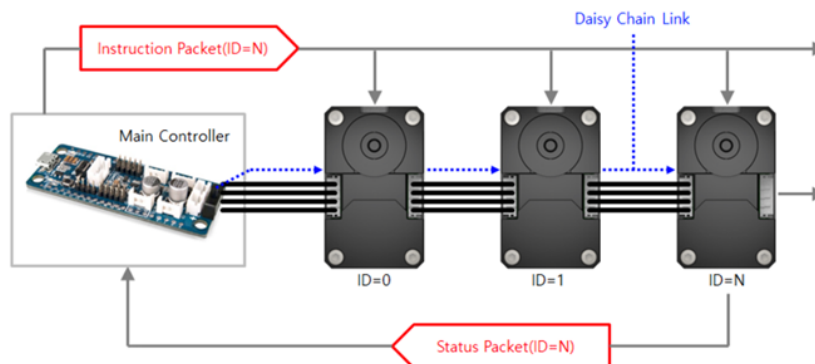 Daisy Chain Link
Instruction Packet(ID=N)
Main Controller
ID=0
ID=1
ID=N
Status Packet(ID=N)